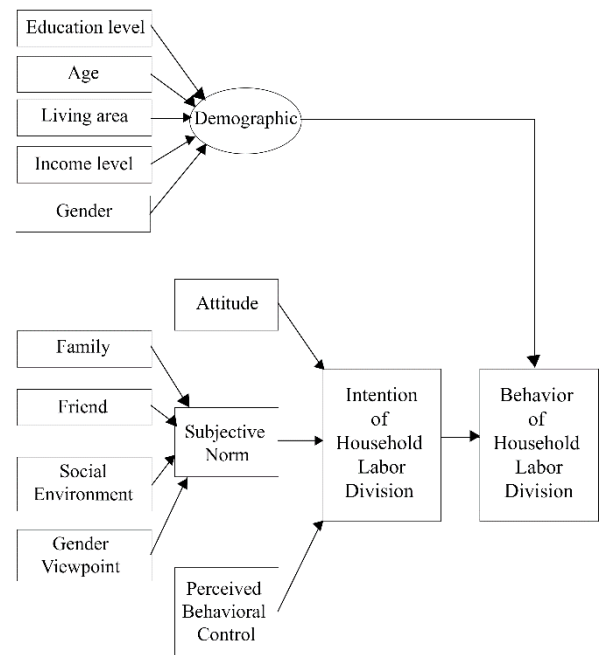 Education level
Age
Living area
Income level
Gender
Demographic
Attitude
Family
Friend
Social
Environment
Gender
Viewpoint
Subjective
Norm
Perceived
Behavioral
Control
Intention
of
Household
Labor
Division
Behavior
of
Household
Labor
Division